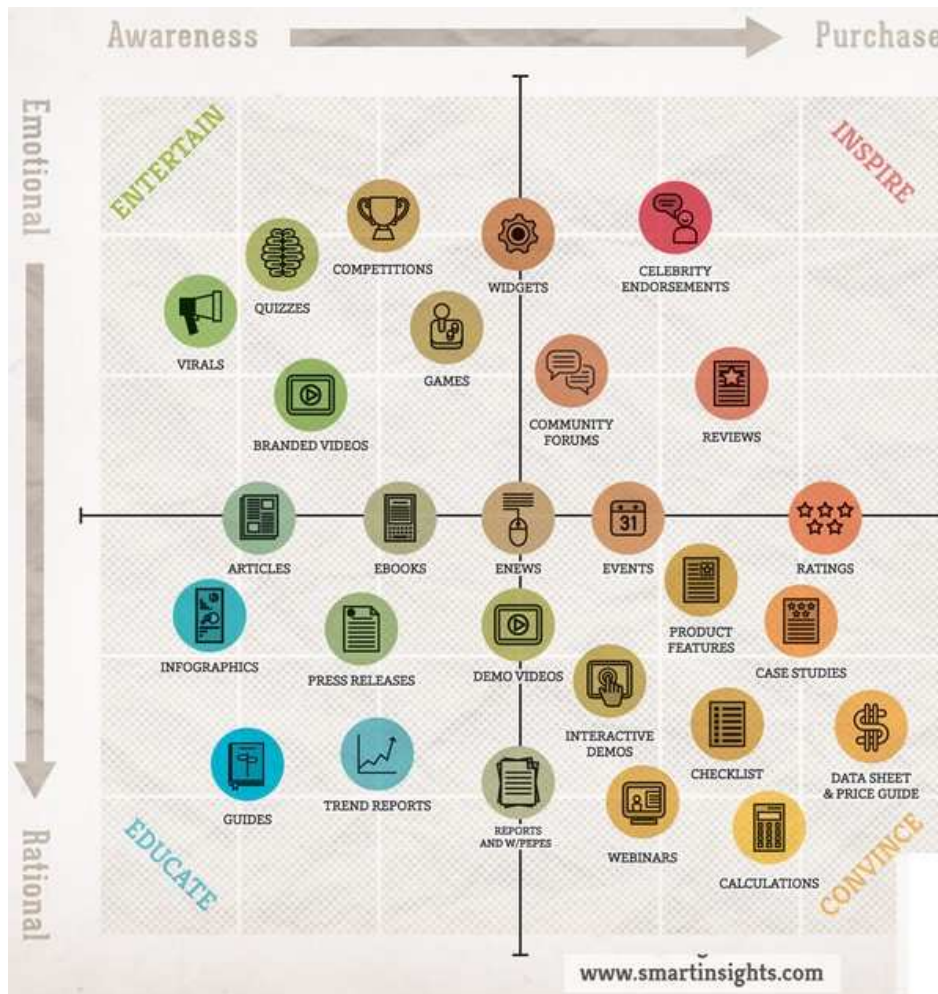 Awareness
Purchase
Emotional
ENTERTAIN
INSPIRE
COMPETITIONS
WIDGETS
CELEBRITY
ENDORSEMENTS
QUIZZES
VIRALS
GAMES
BRANDED VIDEOS
COMMUNITY
FORUMS
REVIEWS
31
ARTICLES
EBOOKS
ENEWS
EVENTS
RATINGS
INFOGRAPHICS
PRESS RELEASES
DEMO VIDEOS
PRODUCT
FEATURES
CASE STUDIES
INTERACTIVE
DEMOS
CHECKLIST
DATA SHEET
& PRICE GUIDE
GUIDES
TREND REPORTS
REPORTS
AND W/PEPES
WEBINARS
CALCULATIONS
Rational
EDUCATE
CONVINCE
www.smartinsights.com